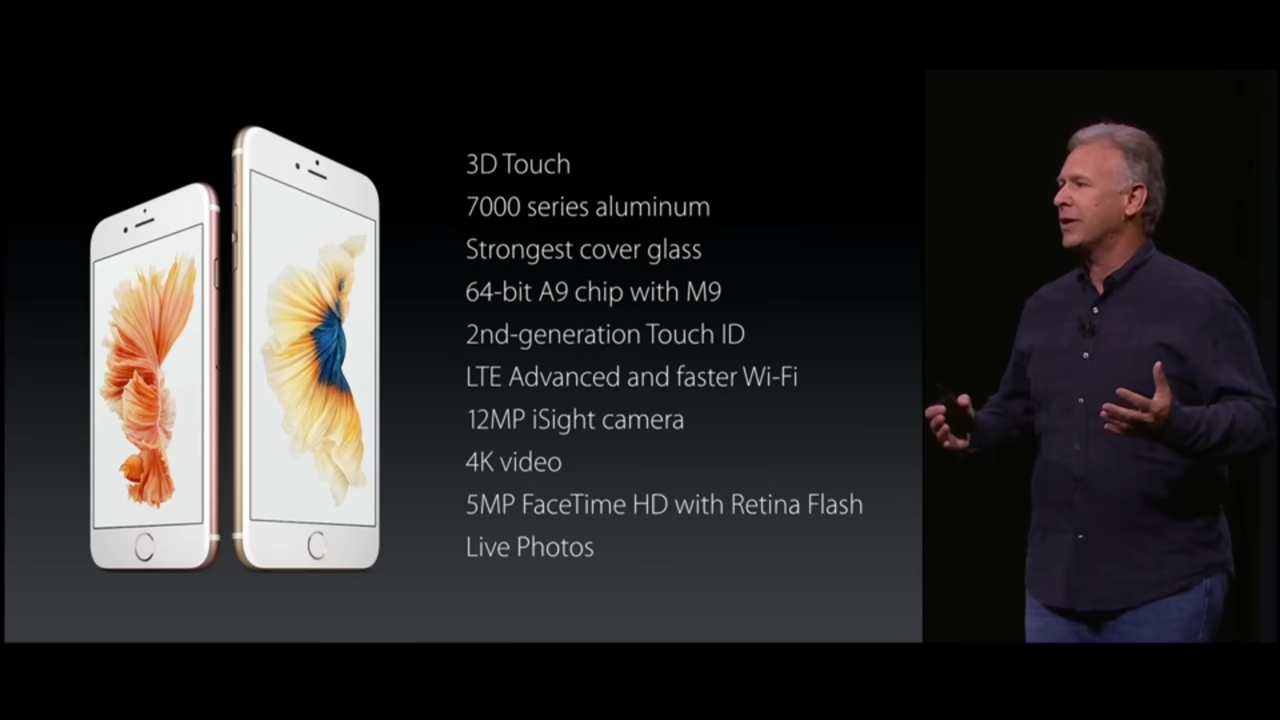 3D Touch
7000 series aluminum
Strongest cover glass
64-bit A9 chip with M9
2nd-generation Touch ID
LTE Advanced and faster Wi-Fi
12MP iSight camera
4K video
5MP FaceTime HD with Retina Flash
Live Photos